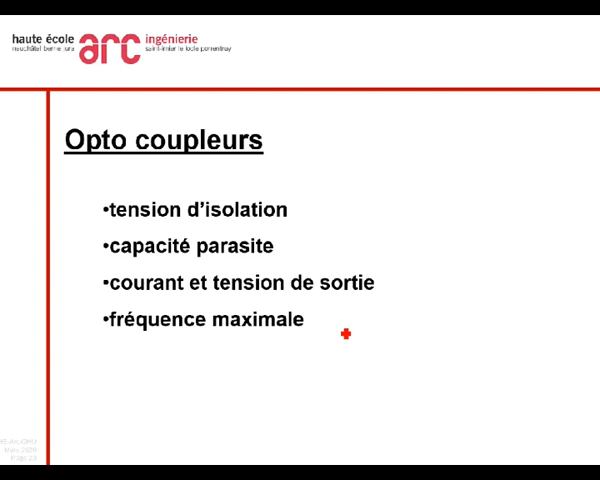 haute école arc ingénierie
neuchâtel berne jura saint-imier le locle porrentruy
Opto coupleurs
•tension d'isolation
•capacité parasite
•courant et tension de sortie
•fréquence maximale